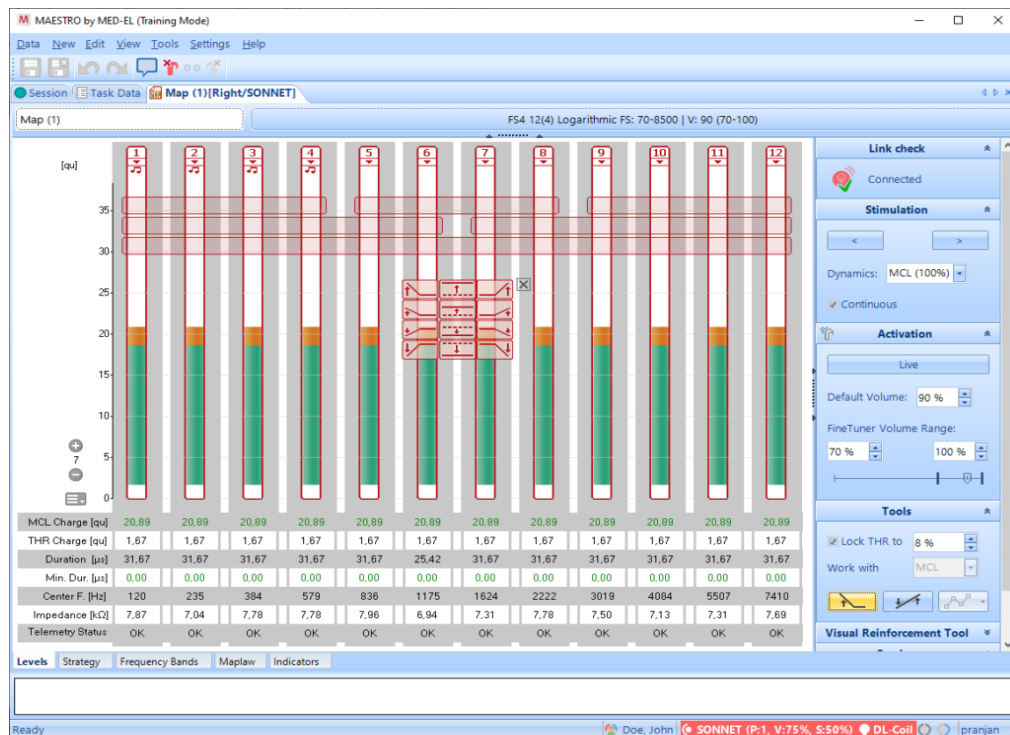 MAESTRO by MED-EL (Training Mode)
Data New Edit View Tools Settings Help
Session Task Data Map (1)[Right/SONNET]
Map (1) FS4 12(4) Logarithmic FS: 70-8500 | V: 90 (70-100)
[qu] 1 2 3 4 5 6 7 8 9 10 11 12
35
30
25
20
15
10
5
0
7
MCL Charge [qu] 20,89 20,89 20,89 20,89 20,89 20,89 20,89 20,89 20,89 20,89 20,89 20,89
THR Charge [qu] 1,67 1,67 1,67 1,67 1,67 1,67 1,67 1,67 1,67 1,67 1,67 1,67
Duration [µs] 31,67 31,67 31,67 31,67 31,67 25,42 31,67 31,67 31,67 31,67 31,67 31,67
Min. Dur. [µs] 0,00 0,00 0,00 0,00 0,00 0,00 0,00 0,00 0,00 0,00 0,00 0,00
Center F. [Hz] 120 235 384 579 836 1175 1624 2222 3019 4084 5507 7410
Impedance [kΩ] 7,87 7,04 7,78 7,78 7,96 6,94 7,31 7,78 7,50 7,13 7,31 7,69
Telemetry Status OK OK OK OK OK OK OK OK OK OK OK OK
Levels Strategy Frequency Bands Maplaw Indicators
Link check
Connected
Stimulation
< >
Dynamics: MCL (100%)
Continuous
Activation
Live
Default Volume: 90 %
FineTuner Volume Range:
70 % 100 %
Tools
Lock THR to 8 %
Work with MCL
Visual Reinforcement Tool
Ready Doe, John SONNET (P:1, V:75%, S:50%) DL-Coil pranjan